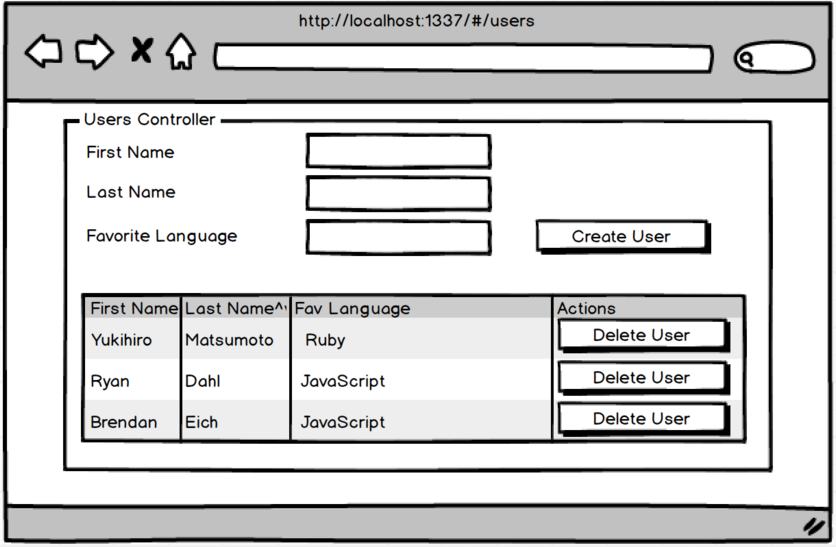 http://localhost:1337/#/users
Users Controller
First Name
Last Name
Favorite Language
Create User
First Name Last Name^ Fav Language Actions
Yukihiro Matsumoto Ruby Delete User
Ryan Dahl JavaScript Delete User
Brendan Eich JavaScript Delete User